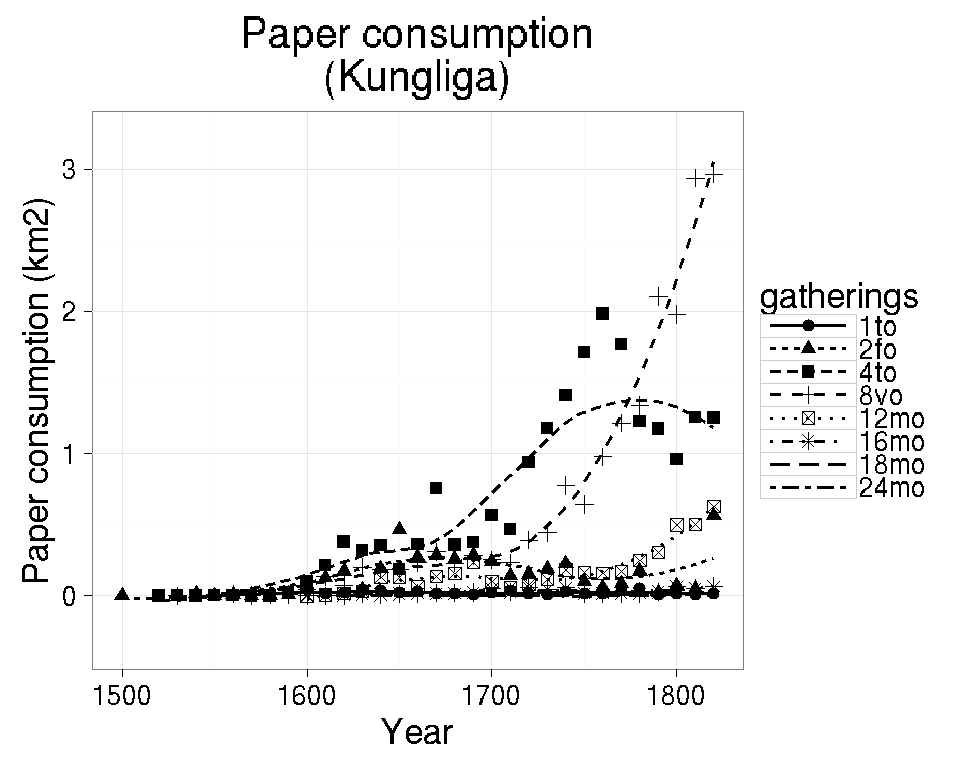 Paper consumption
(Kungliga)
Paper consumption (km2)
3
2
1
0
1500 1600 1700 1800
Year
gatherings
1to
2fo
4to
8vo
12mo
16mo
18mo
24mo